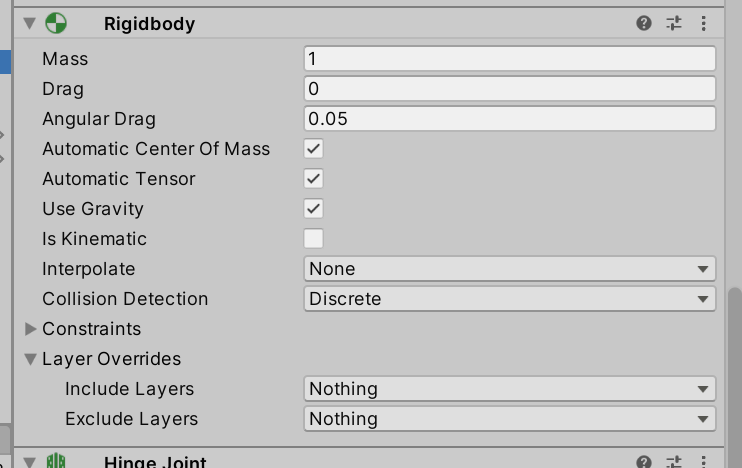 Rigidbody
Mass 1
Drag 0
Angular Drag 0.05
Automatic Center Of Mass
Automatic Tensor
Use Gravity
Is Kinematic
Interpolate None
Collision Detection Discrete
Constraints
Layer Overrides
Include Layers Nothing
Exclude Layers Nothing
Hinge Joint